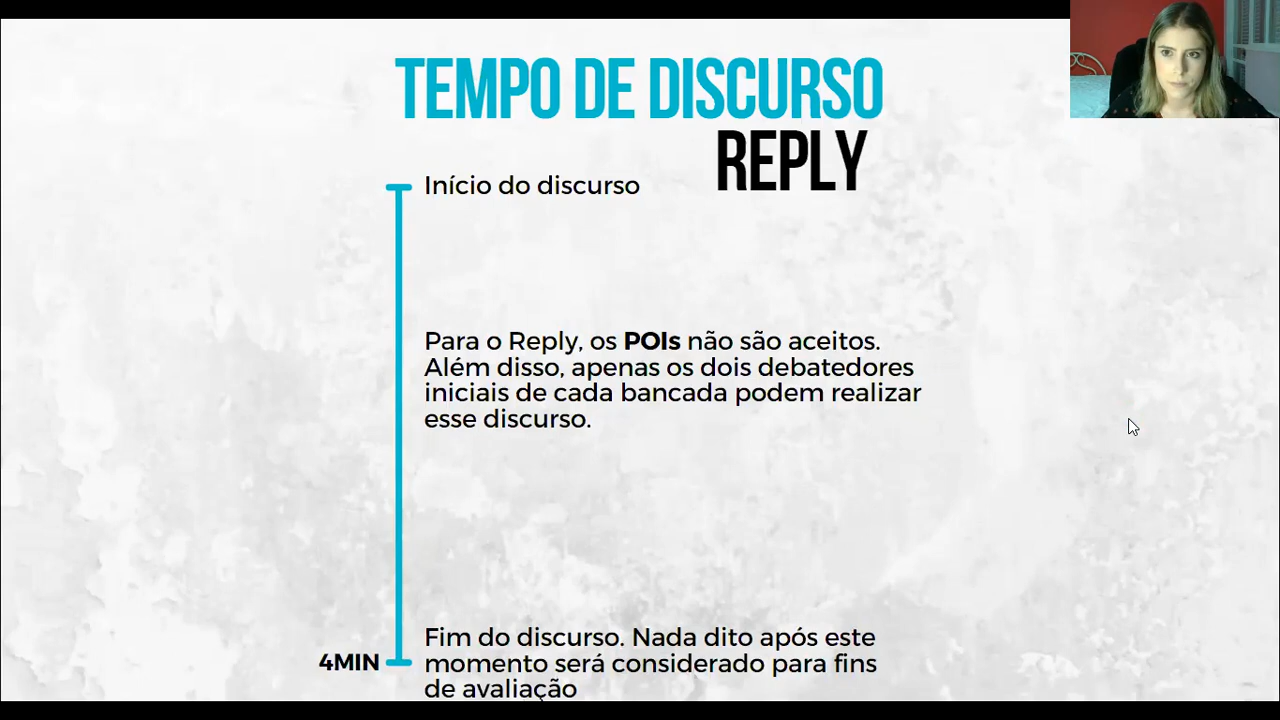 TEMPO DE DISCURSO
REPLY
Início do discurso
Para o Reply, os POIs não são aceitos.
Além disso, apenas os dois debatedores
iniciais de cada bancada podem realizar
esse discurso.
4MIN
Fim do discurso. Nada dito após este
momento será considerado para fins
de avaliação